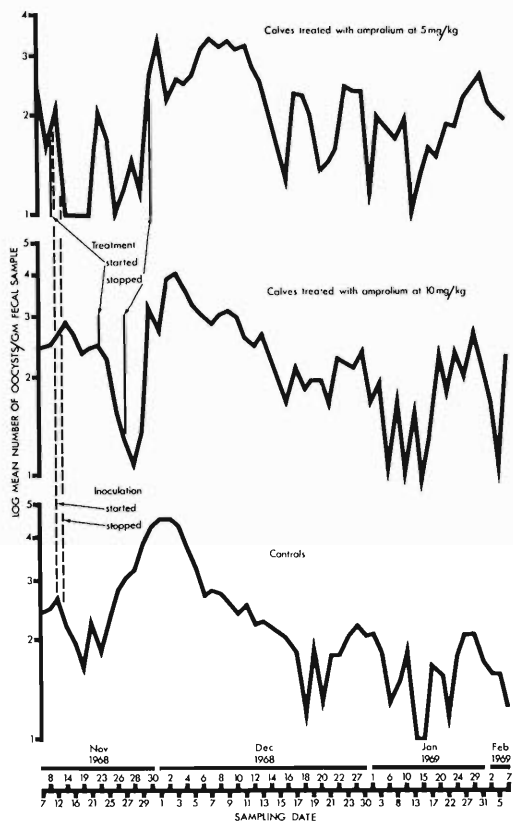 4
Calves treated with amprolium at 5 mg/kg
3
2
1
Treatment
started
stopped
5
4
Calves treated with amprolium at 10 mg/kg
3
2
1
LOG MEAN NUMBER OF OOCYSTS/GM FECAL SAMPLE
Inoculation
started
stopped
5
4
Controls
3
2
1
Nov Dec Jan Feb
1968 1968 1969 1969
8 14 16 20 23 26 28 30 2 4 6 8 10 12 14 16 18 20 22 27 1 6 10 15 20 24 29 2 7
7 12 15 19 21 25 27 29 1 3 5 7 9 11 13 15 17 19 21 23 30 3 8 13 17 22 27 31 5
SAMPLING DATE